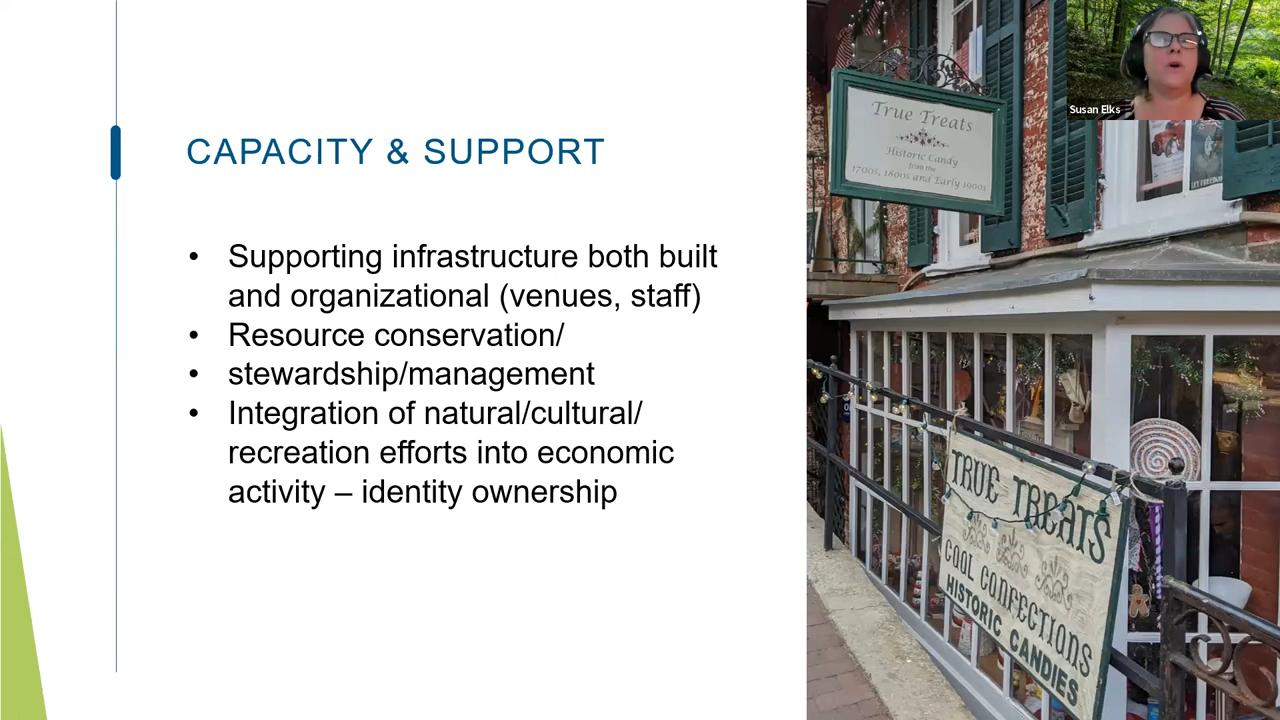 CAPACITY & SUPPORT
• Supporting infrastructure both built
and organizational (venues, staff)
• Resource conservation/
• stewardship/management
• Integration of natural/cultural/
recreation efforts into economic
activity – identity ownership
Susan Elks
True Treats
Historic Candy
from the
1700s, 1800s and Early 1900s
LET FREEDOM
TRUE TREATS
COOL CONFECTIONS
HISTORIC CANDIES